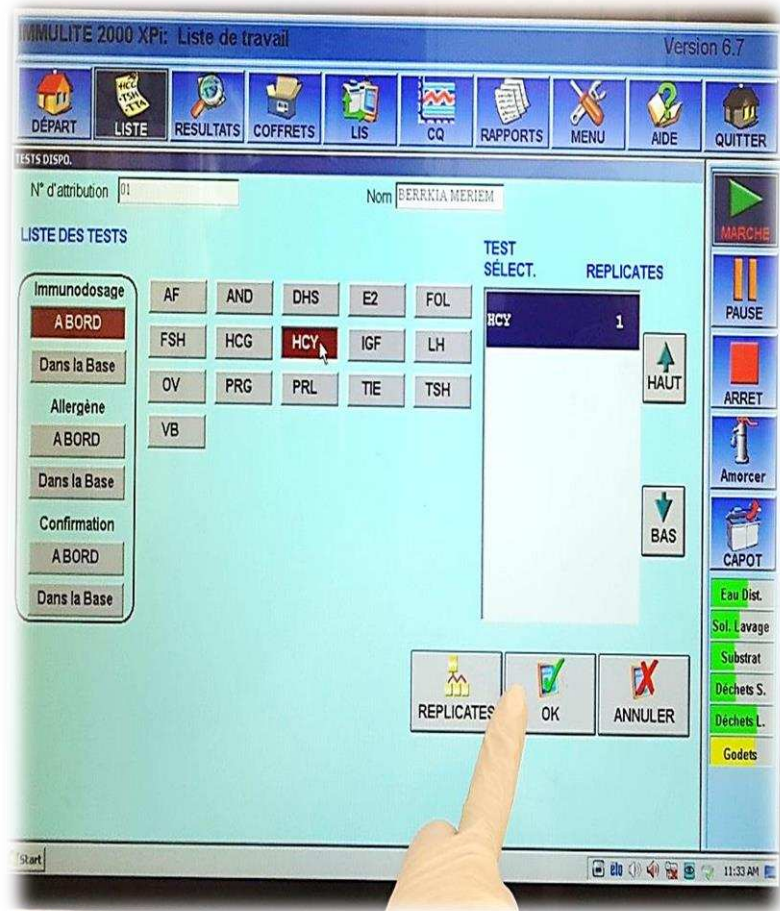 IMMULITE 2000 XPi: Liste de travail
Version 6.7
DÉPART LISTE RESULTATS COFFRETS LIS CQ RAPPORTS MENU AIDE QUITTER
TESTS DISPO.
N° d'attribution 01 Nom BERRKIA MERIEM
LISTE DES TESTS
TEST
SÉLECT. REPLICATES
Immunodosage
A BORD
Dans la Base
Allergène
A BORD
Dans la Base
Confirmation
A BORD
Dans la Base
AF AND DHS E2 FOL
FSH HCG HCY IGF LH
OV PRG PRL TIE TSH
VB
HCY 1
HAUT
BAS
REPLICATES OK ANNULER
MARCHE
PAUSE
ARRET
Amorcer
CAPOT
Eau Dist.
Sol. Lavage
Substrat
Déchets S.
Déchets L.
Godets
Start
elo
11:33 AM